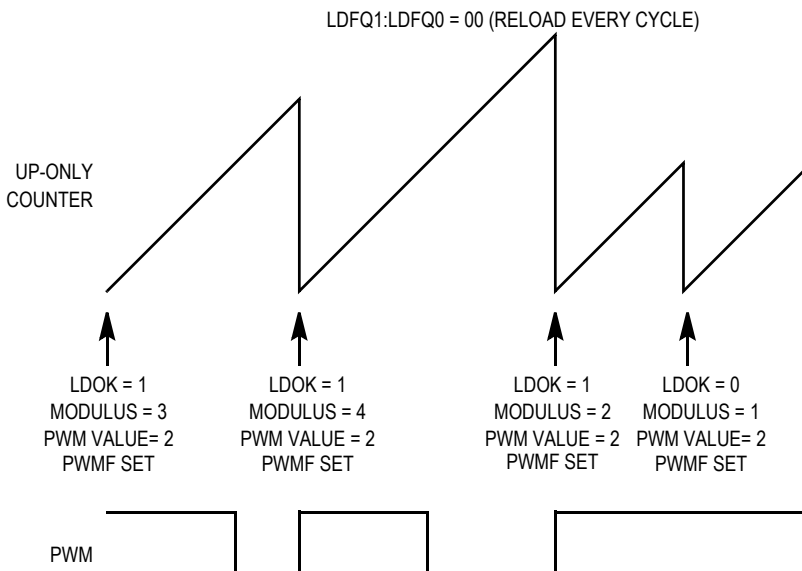 LDFQ1:LDFQ0 = 00 (RELOAD EVERY CYCLE)
UP-ONLY
COUNTER
LDOK = 1
MODULUS = 3
PWM VALUE= 2
PWMF SET
LDOK = 1
MODULUS = 4
PWM VALUE = 2
PWMF SET
LDOK = 1
MODULUS = 2
PWM VALUE = 2
PWMF SET
LDOK = 0
MODULUS = 1
PWM VALUE= 2
PWMF SET
PWM